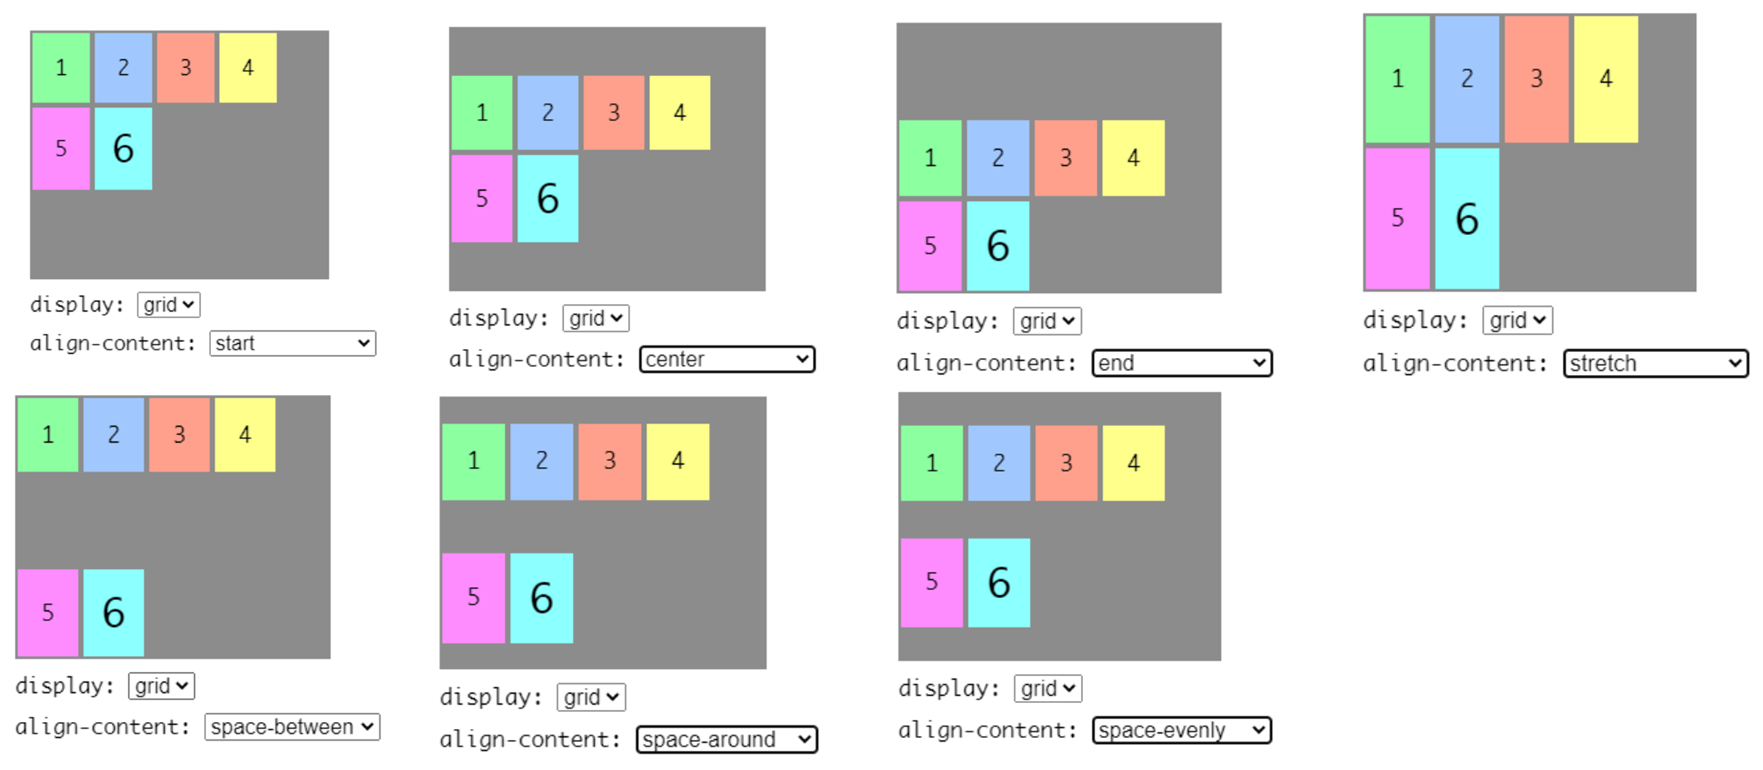 1 2 3 4
5 6
display: grid
align-content: start
1 2 3 4
5 6
display: grid
align-content: center
1 2 3 4
5 6
display: grid
align-content: end
1 2 3 4
5 6
display: grid
align-content: stretch
1 2 3 4
5 6
display: grid
align-content: space-between
1 2 3 4
5 6
display: grid
align-content: space-around
1 2 3 4
5 6
display: grid
align-content: space-evenly